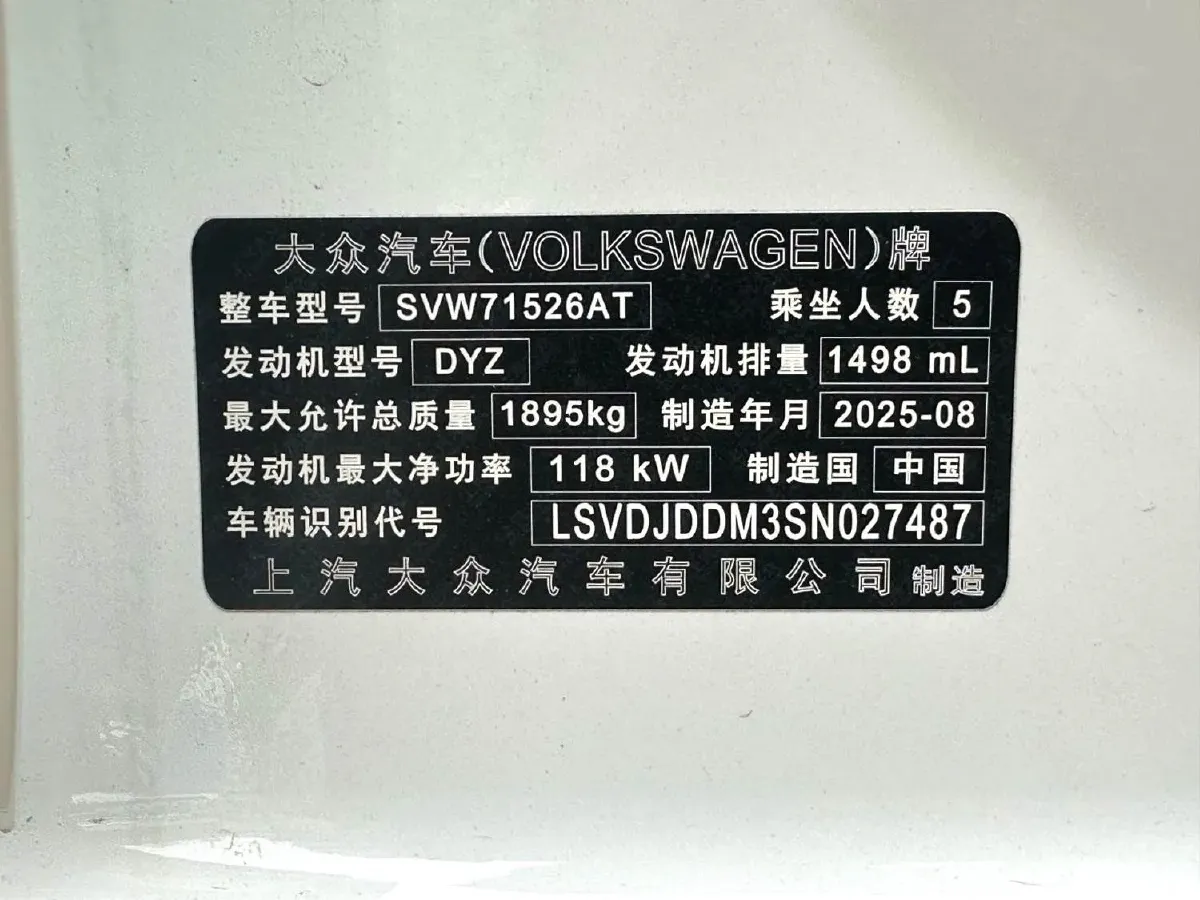 大众汽车(VOLKSWAGEN)牌
整车型号 SVW71526AT 乘坐人数 5
发动机型号 DYZ 发动机排量 1498 mL
最大允许总质量 1895kg 制造年月 2025-08
发动机最大净功率 118 kW 制造国 中国
车辆识别代号 LSVDJDDM3SN027487
上汽大众汽车有限公司 制造